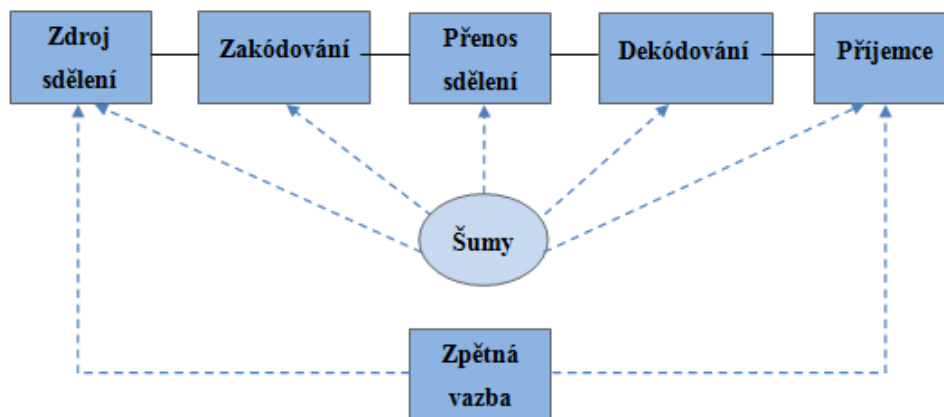 Zdroj
sdělení
Zakódování
Přenos
sdělení
Dekódování
Příjemce
Šumy
Zpětná
vazba